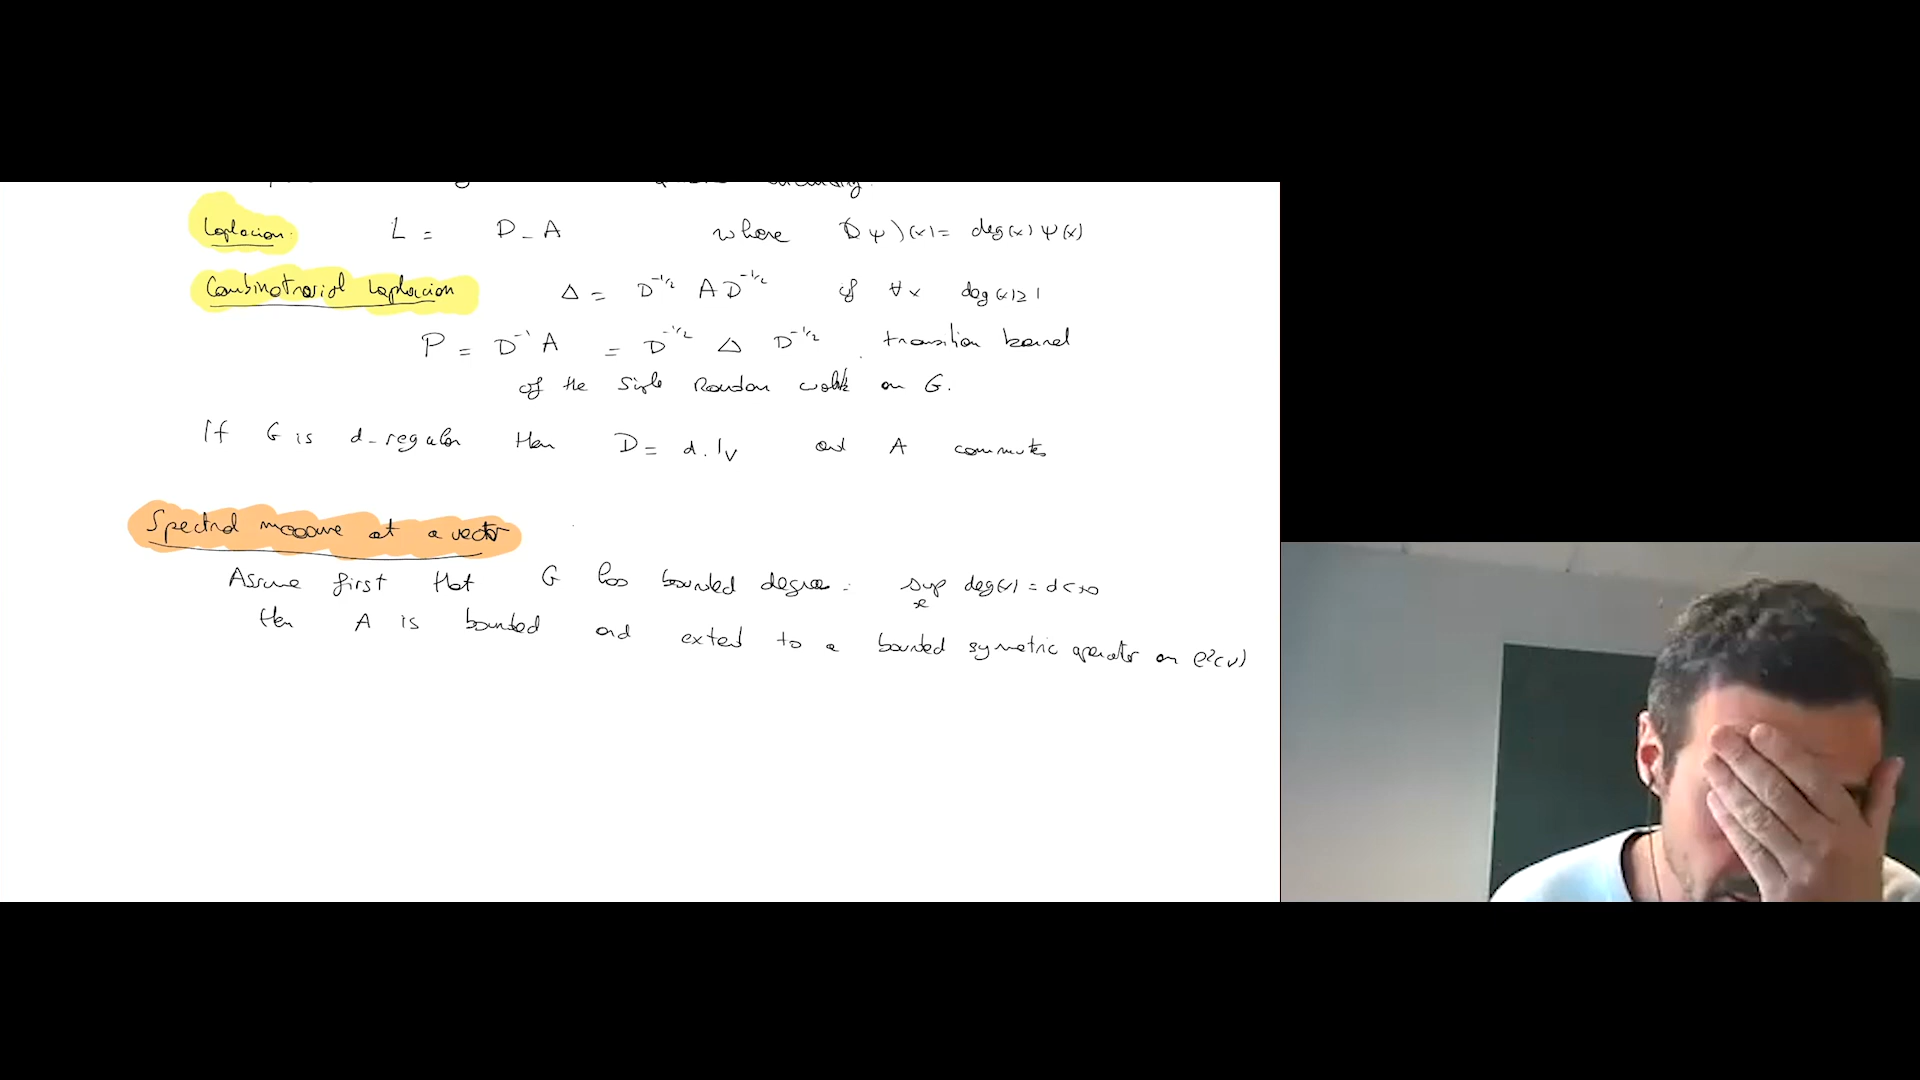 Laplacian. L = D - A where (Dψ)(x) = deg(x) ψ(x)
Combinatorial Laplacian Δ = D^{-1/2} A D^{-1/2} if ∀x deg(x) ≥ 1
P = D^{-1} A = D^{-1/2} Δ D^{-1/2}. transition kernel
of the Simple Random walk on G.
If G is d-regular then D = d.1_V and A commutes
Spectral measure at a vector
Assume first that G has bounded degree: sup_x deg(x) = d < ∞
then A is bounded and extend to a bounded symetric operator on ℓ²(V)